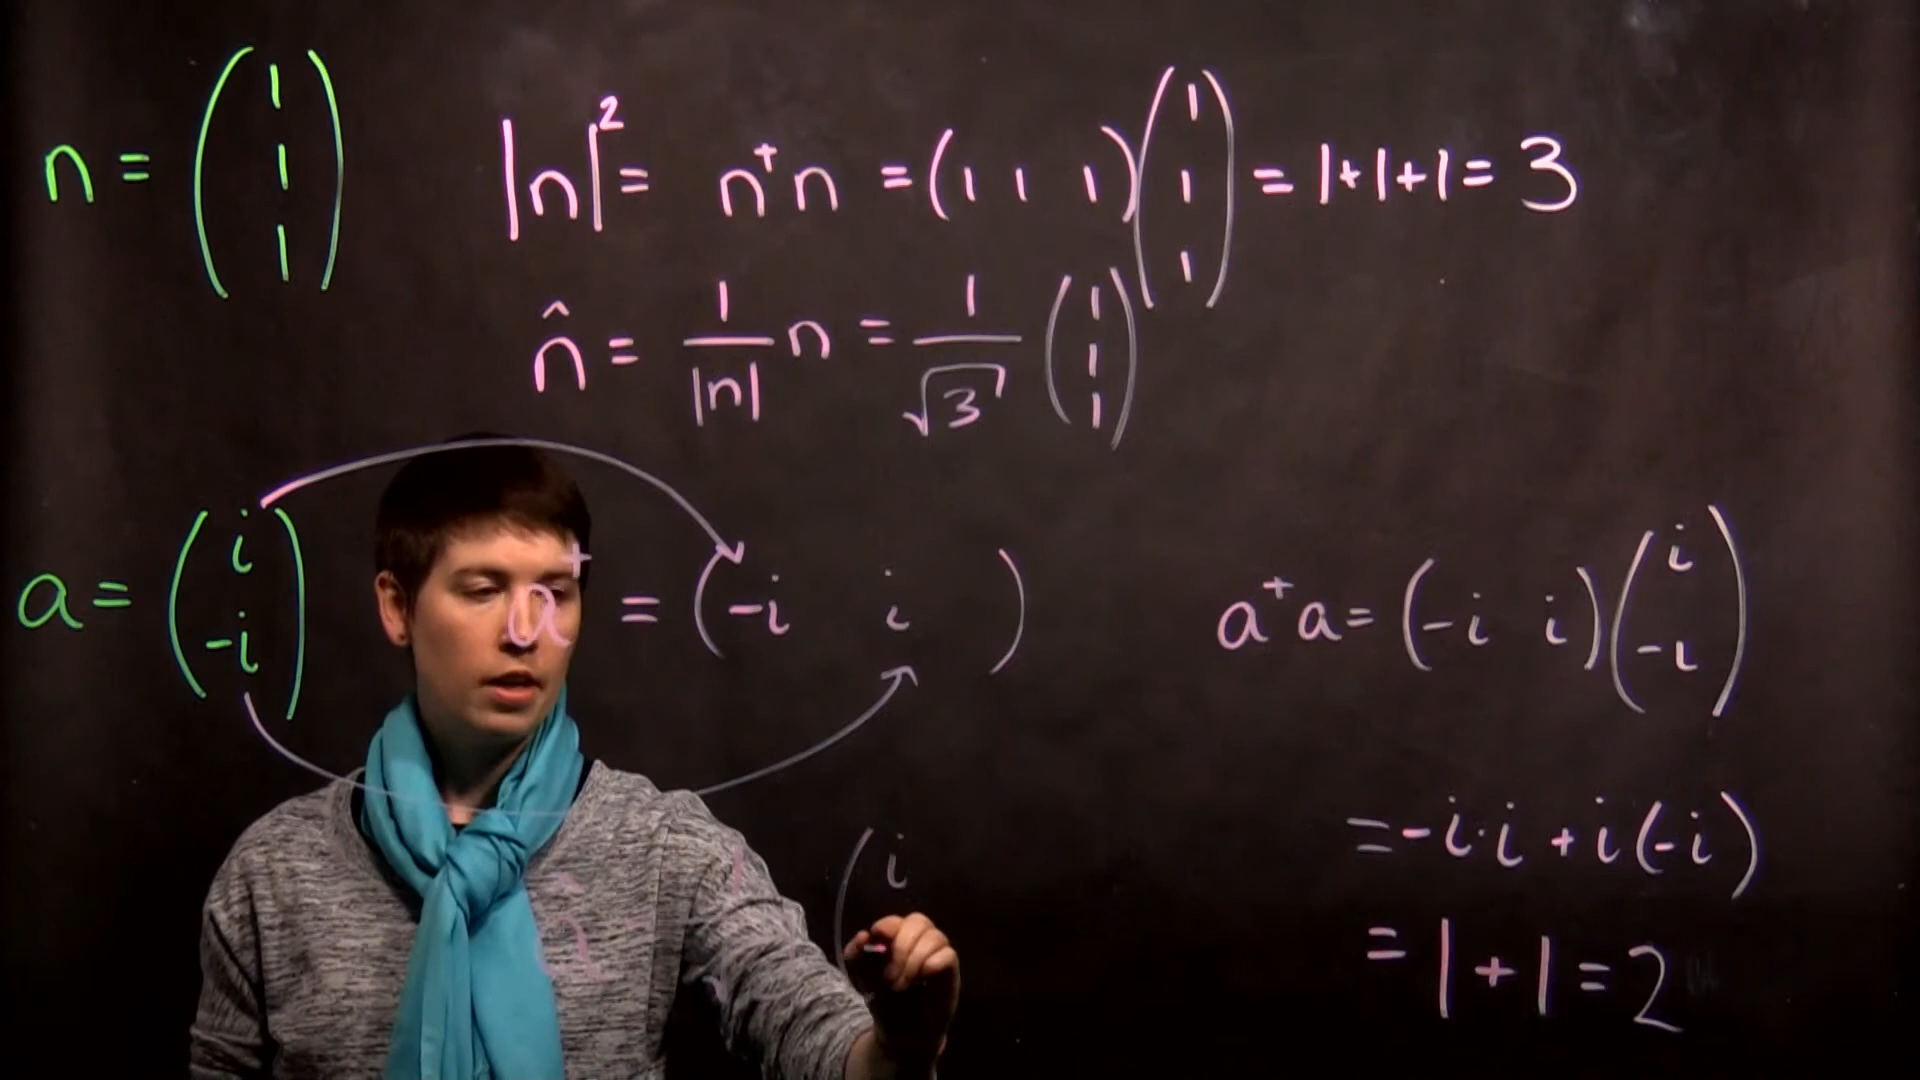 n = ( 1 1 1 )
|n|² = n⁺n = ( 1 1 1 ) ( 1 1 1 ) = 1+1+1 = 3
n̂ = 1/|n| n = 1/√3 ( 1 1 1 )
a = ( i -i )
a⁺ = ( -i i )
a⁺a = ( -i i ) ( i -i )
= -i·i + i(-i)
= 1 + 1 = 2
â
( i -